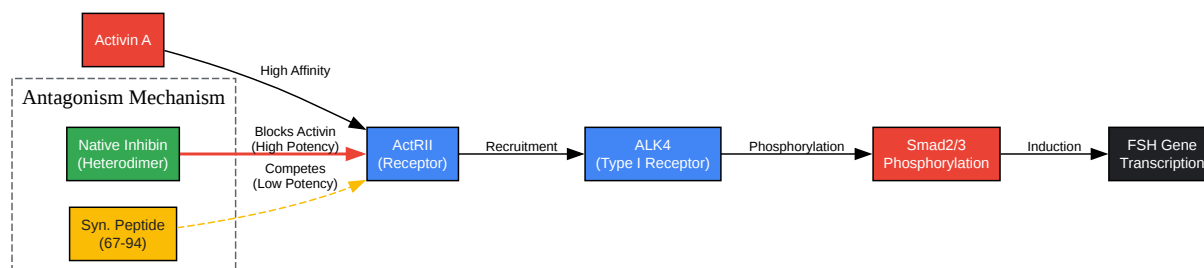 Activin A
High Affinity
Antagonism Mechanism
Native Inhibin
(Heterodimer)
Blocks Activin
(High Potency)
Competes
(Low Potency)
Syn. Peptide
(67-94)
ActRII
(Receptor)
Recruitment
ALK4
(Type I Receptor)
Phosphorylation
Smad2/3
Phosphorylation
Induction
FSH Gene
Transcription